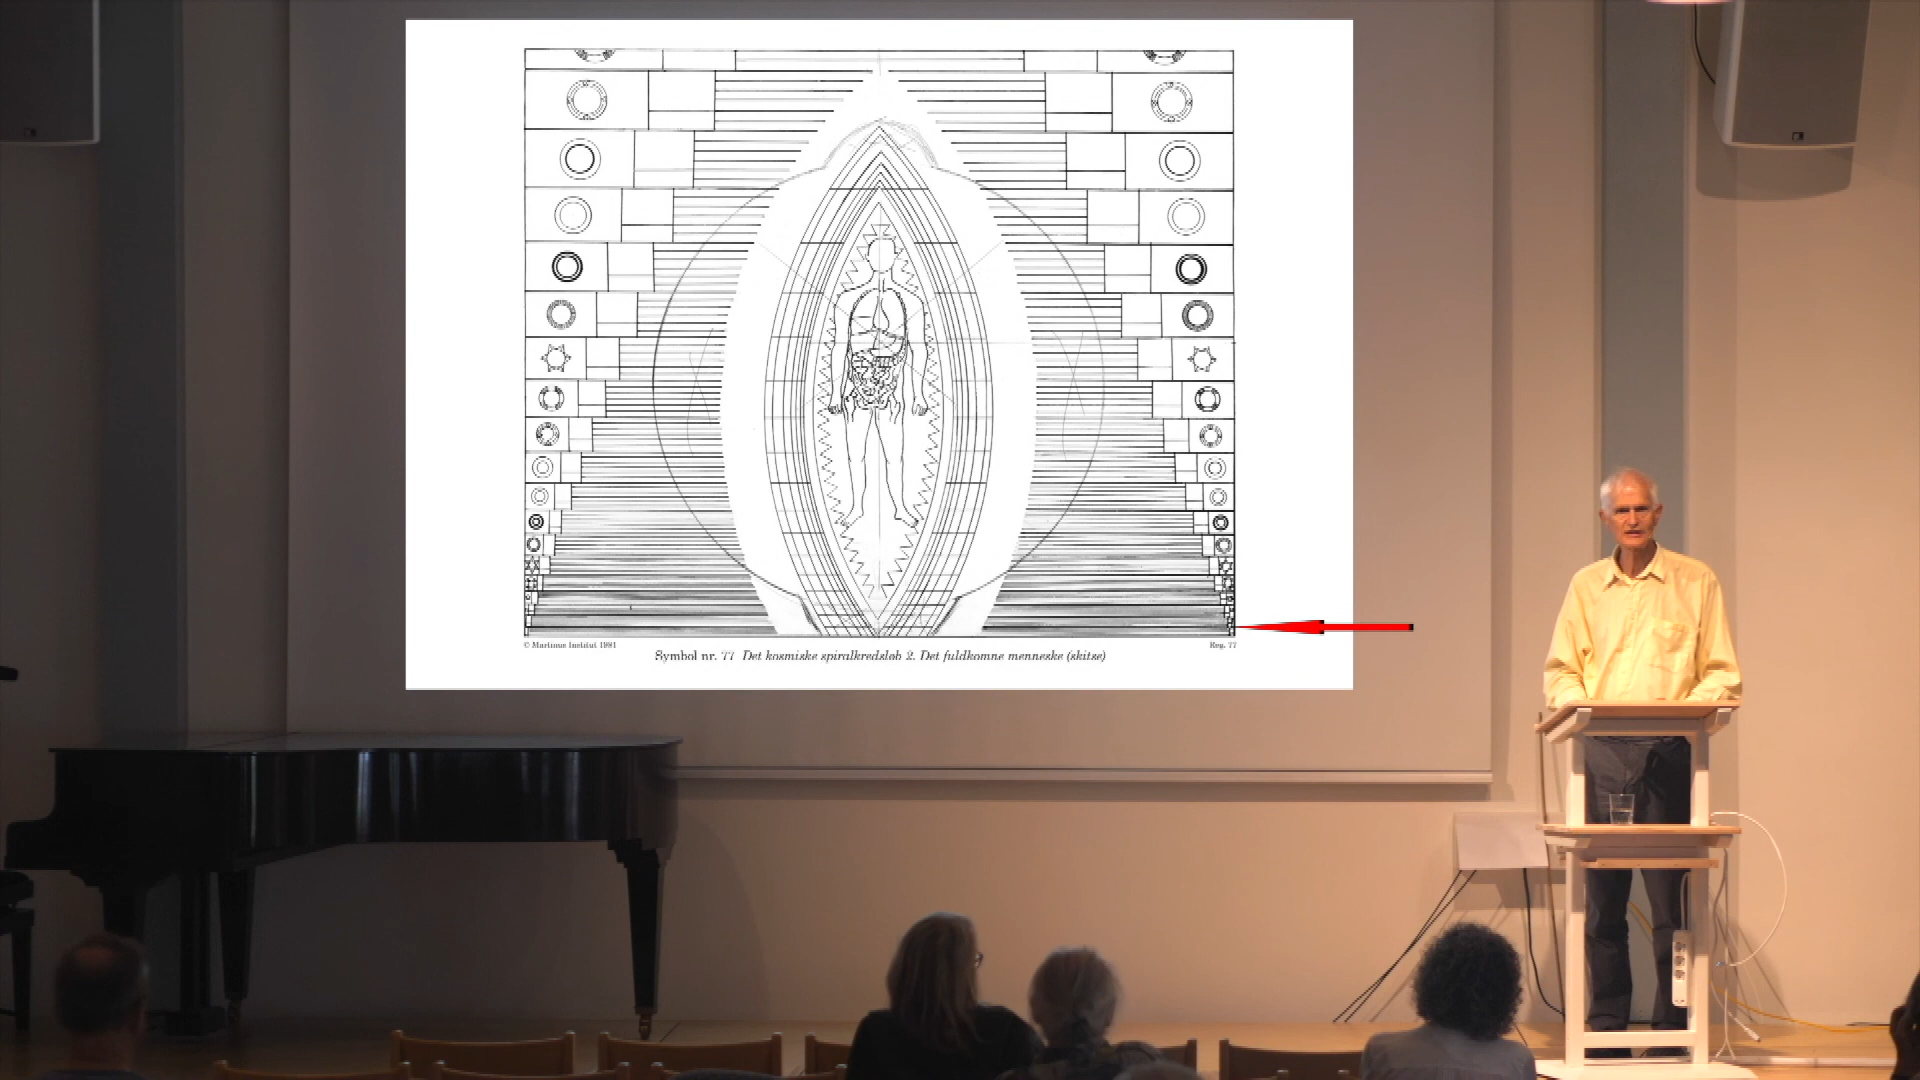 © Martinus Institut 1981
Reg. 77
Symbol nr. 77 Det kosmiske spiralkredsløb 2. Det fuldkomne menneske (skitse)